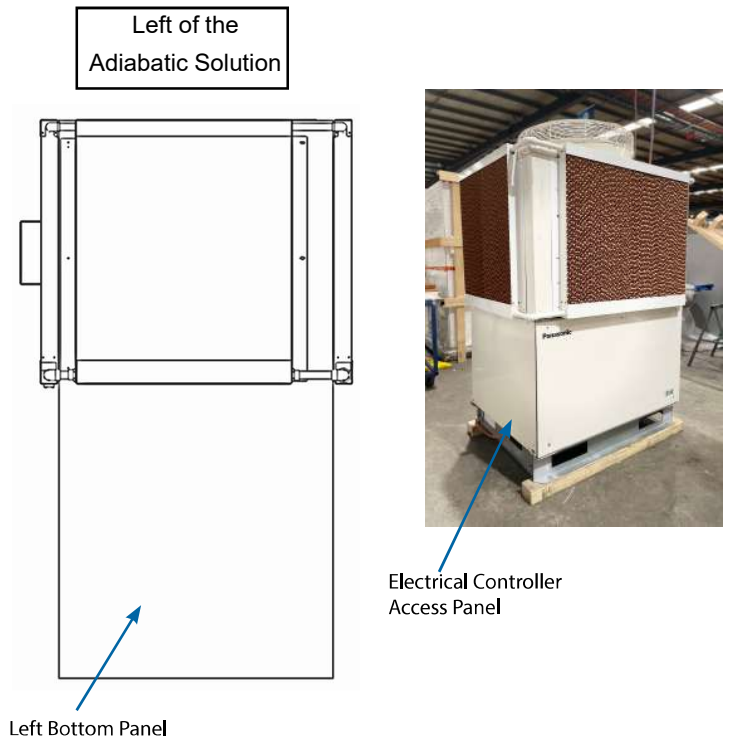 Left of the
Adiabatic Solution
Panasonic
Electrical Controller
Access Panel
Left Bottom Panel